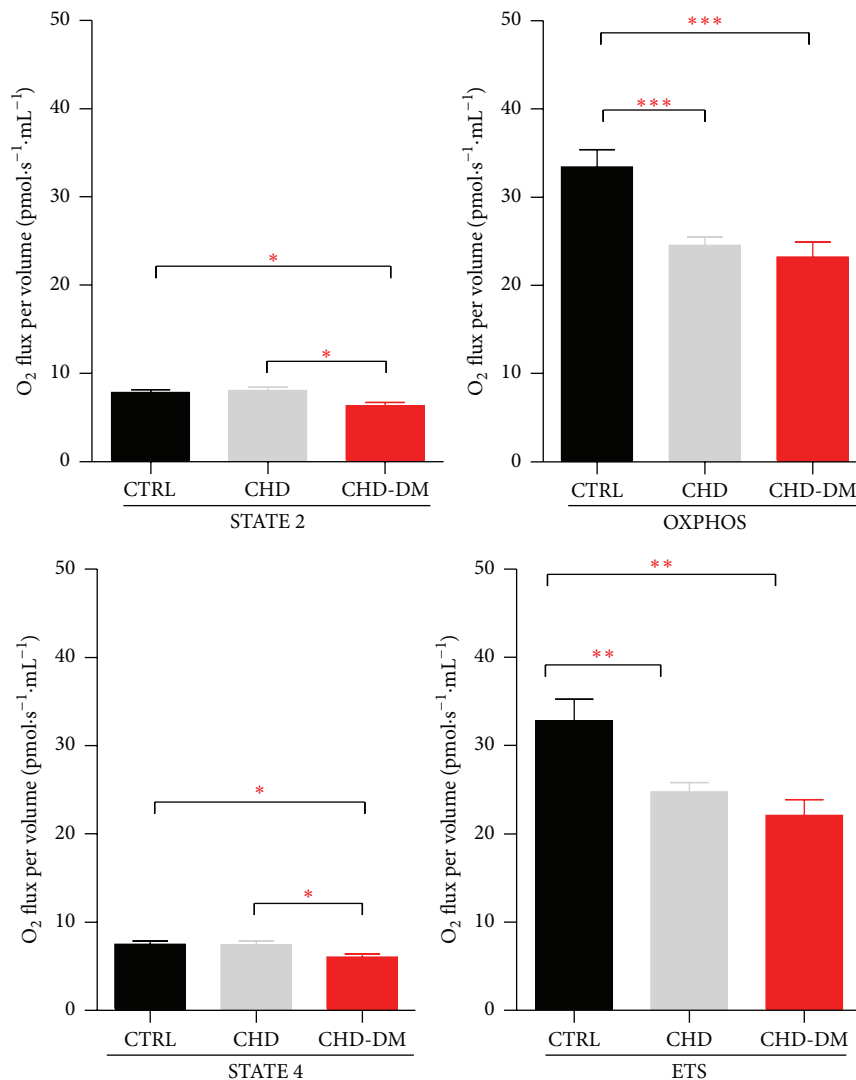 50
40
30
20
10
0
O₂ flux per volume (pmol·s⁻¹·mL⁻¹)
*
*
CTRL CHD CHD-DM
STATE 2
50
40
30
20
10
0
O₂ flux per volume (pmol·s⁻¹·mL⁻¹)
***
***
CTRL CHD CHD-DM
OXPHOS
50
40
30
20
10
0
O₂ flux per volume (pmol·s⁻¹·mL⁻¹)
*
*
CTRL CHD CHD-DM
STATE 4
50
40
30
20
10
0
O₂ flux per volume (pmol·s⁻¹·mL⁻¹)
**
**
CTRL CHD CHD-DM
ETS